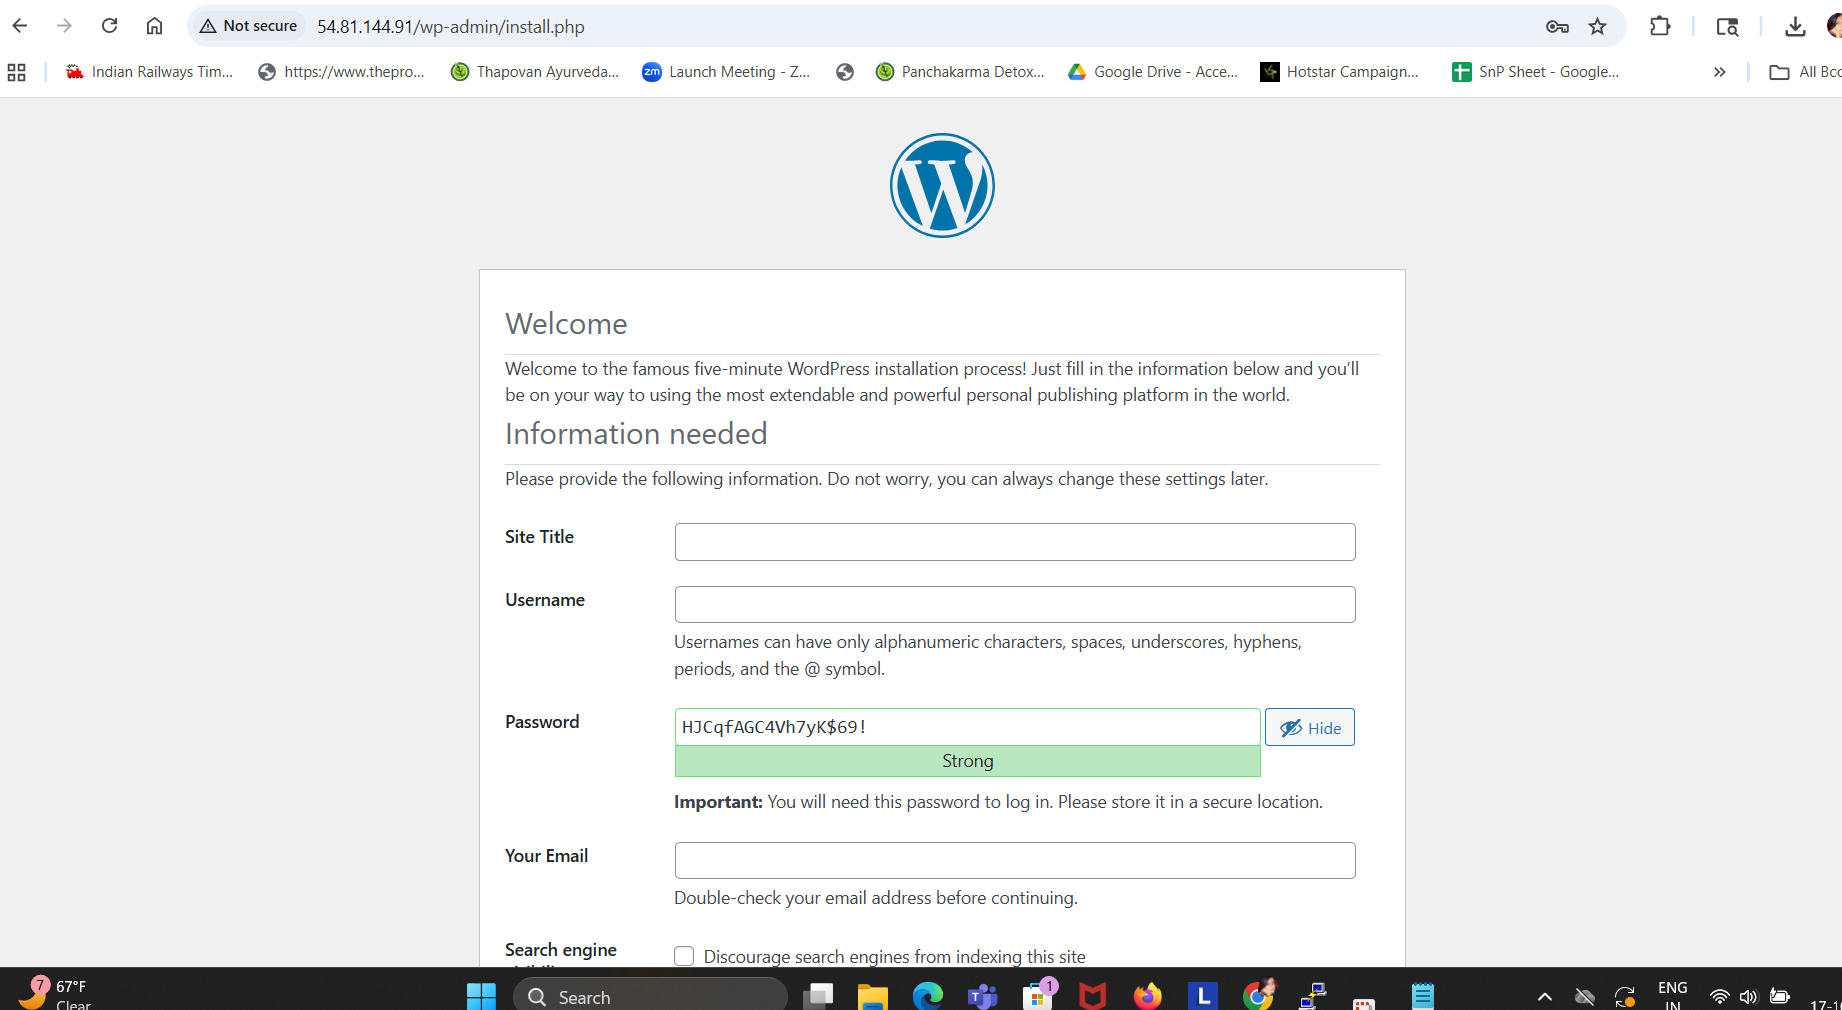 Not secure 54.81.144.91/wp-admin/install.php
Indian Railways Tim... https://www.thepro... Thapovan Ayurveda... zm Launch Meeting - Z... Panchakarma Detox... Google Drive - Acce... Hotstar Campaign... SnP Sheet - Google... » All Boo
W
Welcome
Welcome to the famous five-minute WordPress installation process! Just fill in the information below and you’ll
be on your way to using the most extendable and powerful personal publishing platform in the world.
Information needed
Please provide the following information. Do not worry, you can always change these settings later.
Site Title
Username
Usernames can have only alphanumeric characters, spaces, underscores, hyphens,
periods, and the @ symbol.
Password HJCqfAGC4Vh7yK$69! Hide
Strong
Important: You will need this password to log in. Please store it in a secure location.
Your Email
Double-check your email address before continuing.
Search engine Discourage search engines from indexing this site
7 67°F
Clear
Search
1
L
ENG
IN